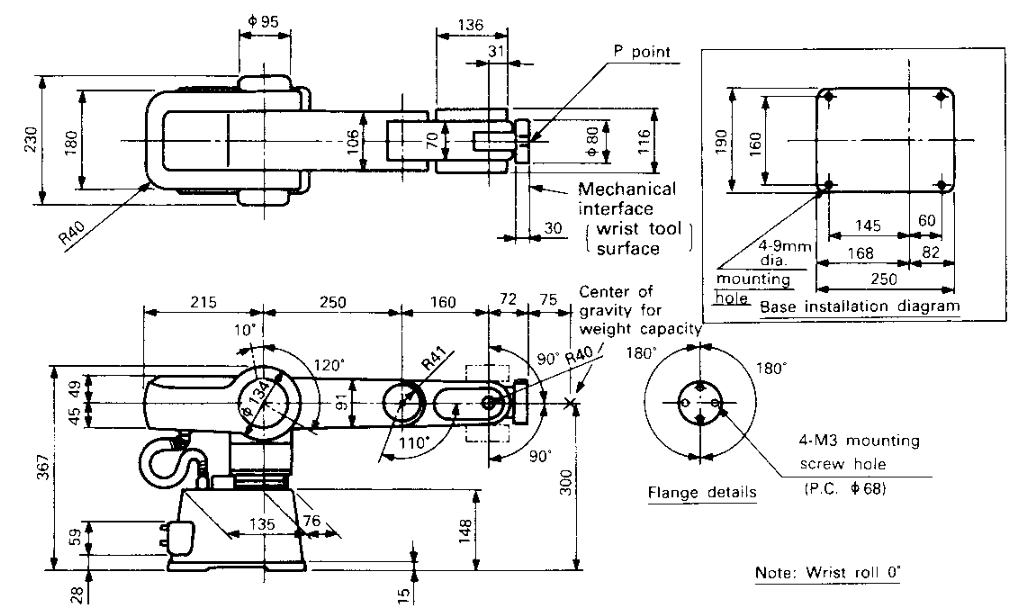 ϕ95
136
31
P point
230
180
106
70
ϕ80
116
R40
Mechanical
interface
wrist tool
surface
30
190
160
145
60
168
82
250
4-9mm
dia.
mounting
hole
Base installation diagram
215
250
160
72
75
Center of
gravity for
weight capacity
10°
120°
R41
90°
R40
180°
180°
49
45
ϕ134
91
110°
90°
367
300
4-M3 mounting
screw hole
(P.C. ϕ68)
Flange details
135
76
148
59
28
15
Note: Wrist roll 0°